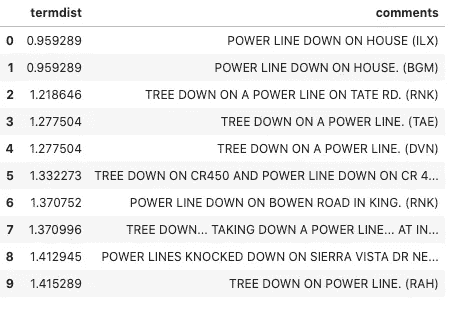 termdist comments
0 0.959289 POWER LINE DOWN ON HOUSE (ILX)
1 0.959289 POWER LINE DOWN ON HOUSE. (BGM)
2 1.218646 TREE DOWN ON A POWER LINE ON TATE RD. (RNK)
3 1.277504 TREE DOWN ON A POWER LINE. (TAE)
4 1.277504 TREE DOWN ON A POWER LINE. (DVN)
5 1.332273 TREE DOWN ON CR450 AND POWER LINE DOWN ON CR 4...
6 1.370752 POWER LINE DOWN ON BOWEN ROAD IN KING. (RNK)
7 1.370996 TREE DOWN... TAKING DOWN A POWER LINE... AT IN...
8 1.412945 POWER LINES KNOCKED DOWN ON SIERRA VISTA DR NE...
9 1.415289 TREE DOWN ON POWER LINE. (RAH)